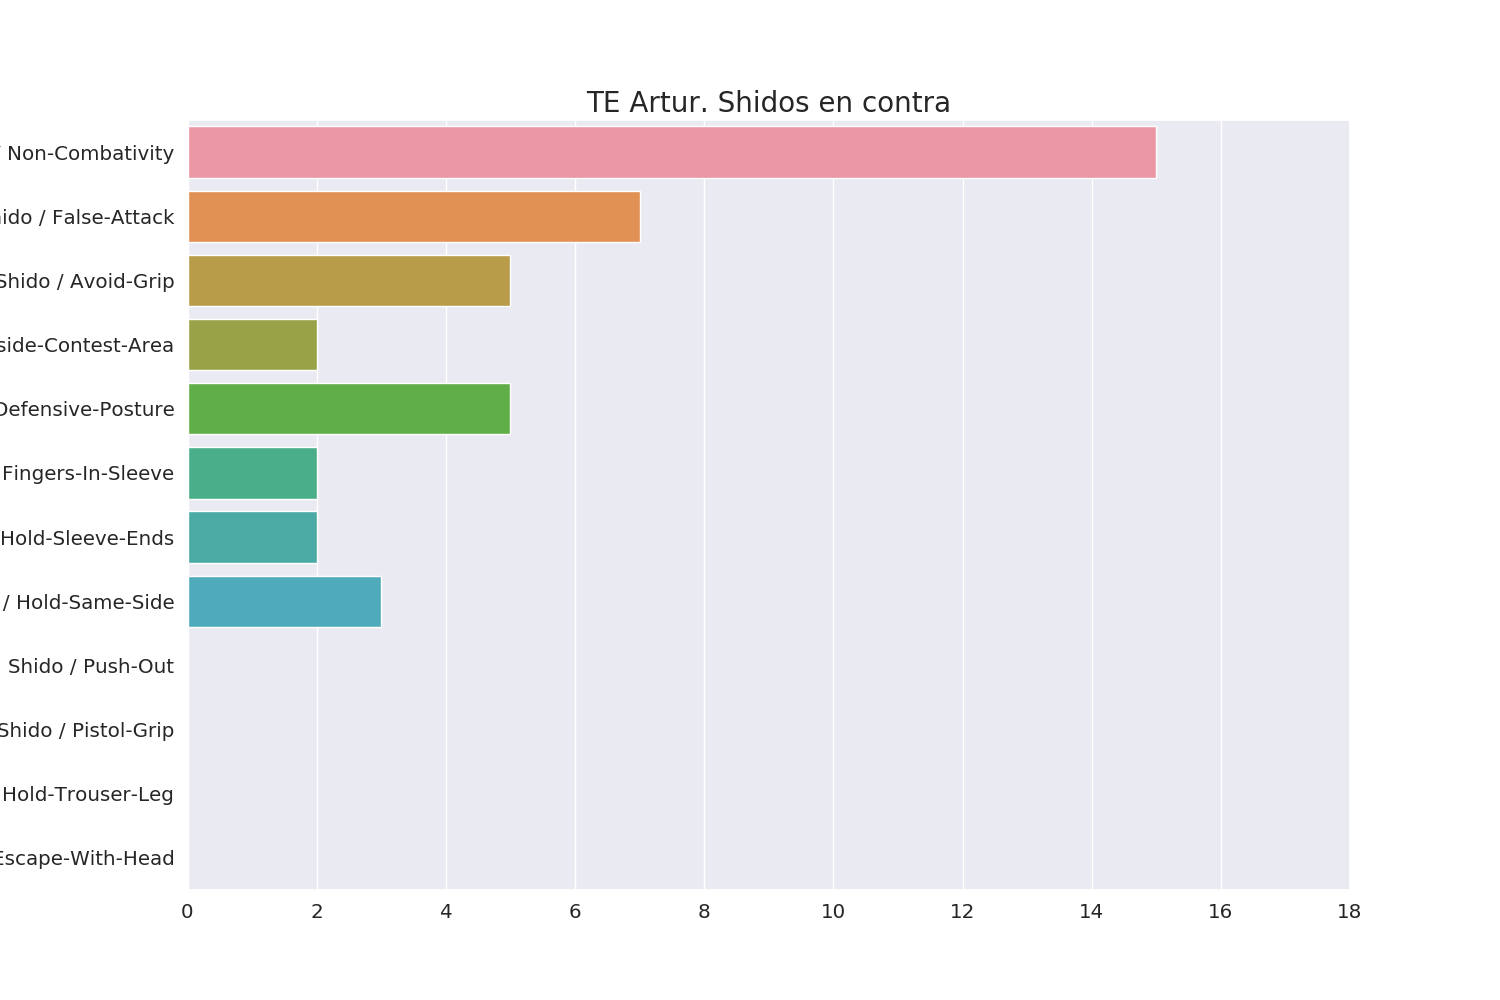 TE Artur. Shidos en contra
/ Non-Combativity
ido / False-Attack
Shido / Avoid-Grip
side-Contest-Area
Defensive-Posture
Fingers-In-Sleeve
Hold-Sleeve-Ends
/ Hold-Same-Side
Shido / Push-Out
Shido / Pistol-Grip
Hold-Trouser-Leg
Escape-With-Head
0 2 4 6 8 10 12 14 16 18